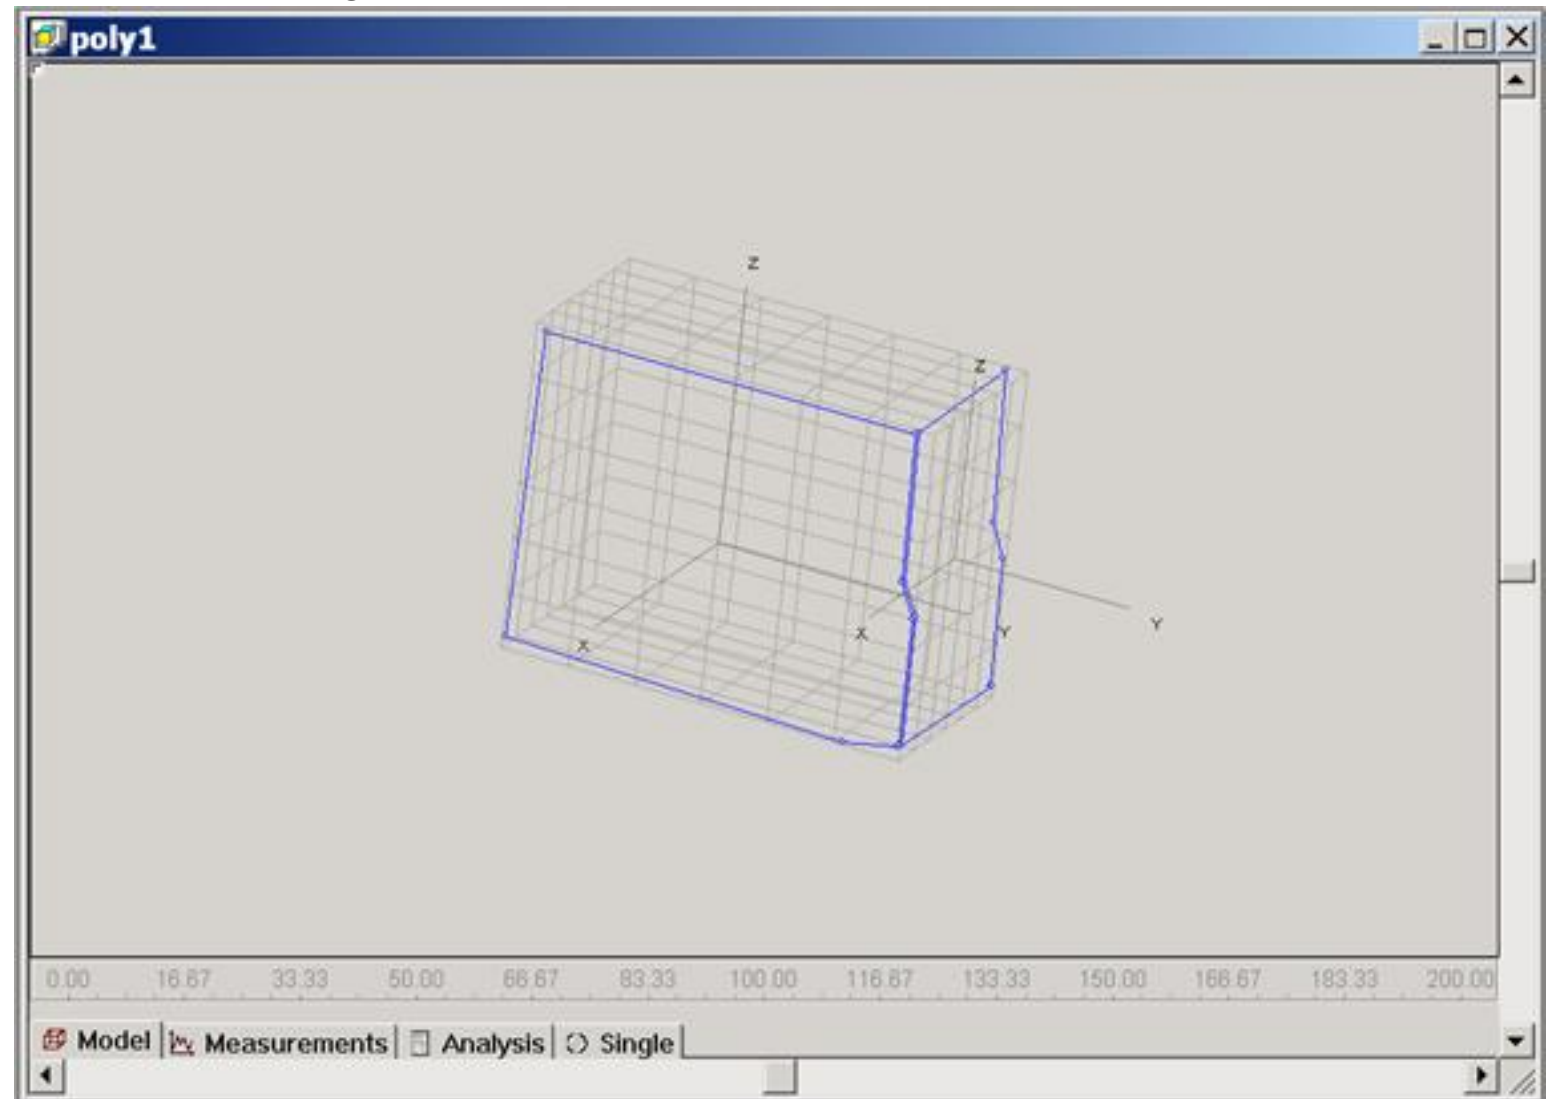 poly1
Z
Z
X
X
Y
Y
0.00 16.67 33.33 50.00 66.67 83.33 100.00 116.67 133.33 150.00 166.67 183.33 200.00
Model Measurements Analysis Single